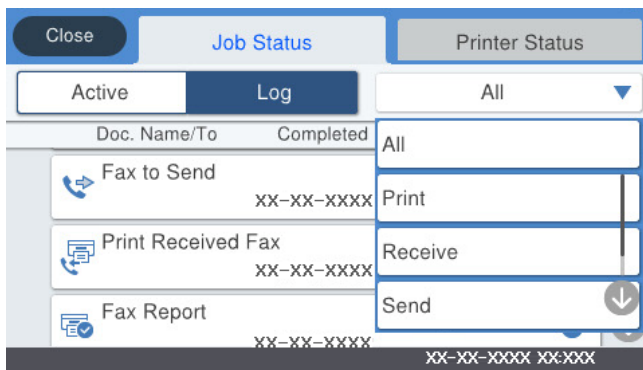 Close Job Status Printer Status
Active Log All
Doc. Name/To Completed
All
Fax to Send
XX-XX-XXXX
Print
Print Received Fax
XX-XX-XXXX
Receive
Fax Report
XX-XX-XXXX
Send
XX-XX-XXXX XX:XXX